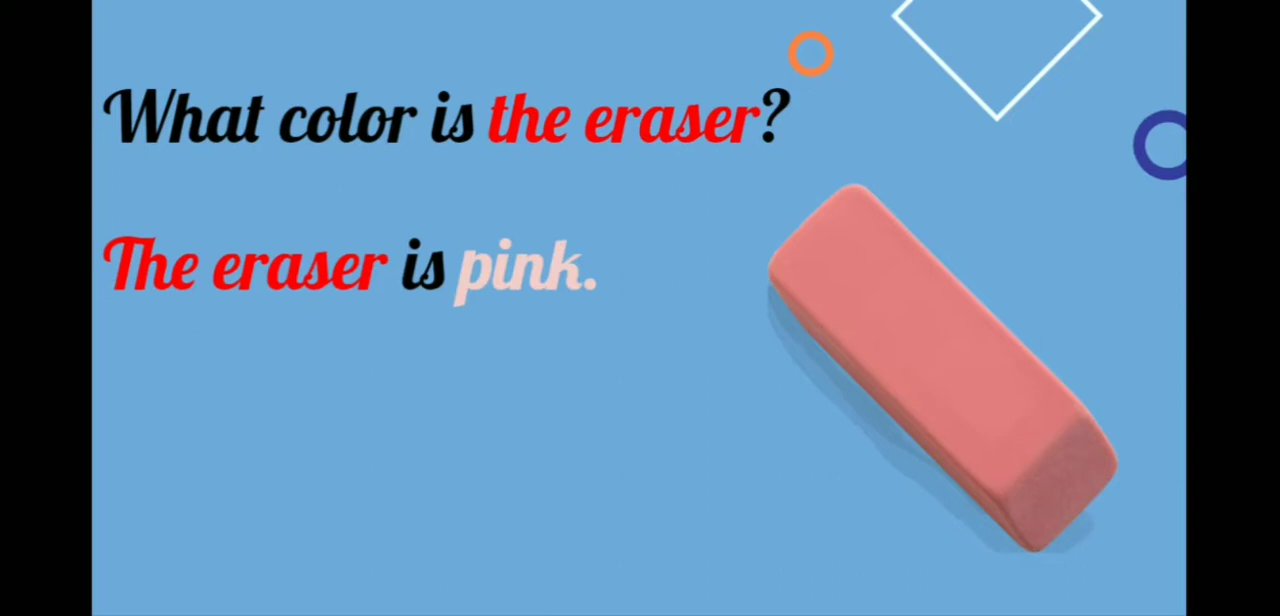 What color is the eraser?
The eraser is pink.